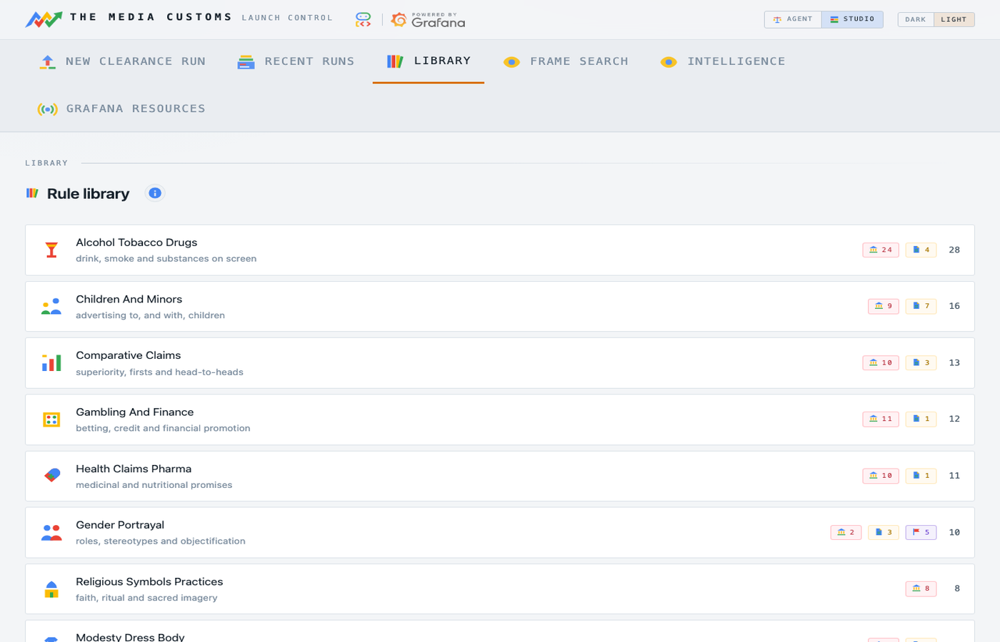 THE MEDIA CUSTOMS LAUNCH CONTROL
POWERED BY
Grafana
AGENT STUDIO DARK LIGHT
NEW CLEARANCE RUN RECENT RUNS LIBRARY FRAME SEARCH INTELLIGENCE
GRAFANA RESOURCES
LIBRARY
Rule library
Alcohol Tobacco Drugs
drink, smoke and substances on screen
24 4 28
Children And Minors
advertising to, and with, children
9 7 16
Comparative Claims
superiority, firsts and head-to-heads
10 3 13
Gambling And Finance
betting, credit and financial promotion
11 1 12
Health Claims Pharma
medicinal and nutritional promises
10 1 11
Gender Portrayal
roles, stereotypes and objectification
2 3 5 10
Religious Symbols Practices
faith, ritual and sacred imagery
8 8
Modesty Dress Body